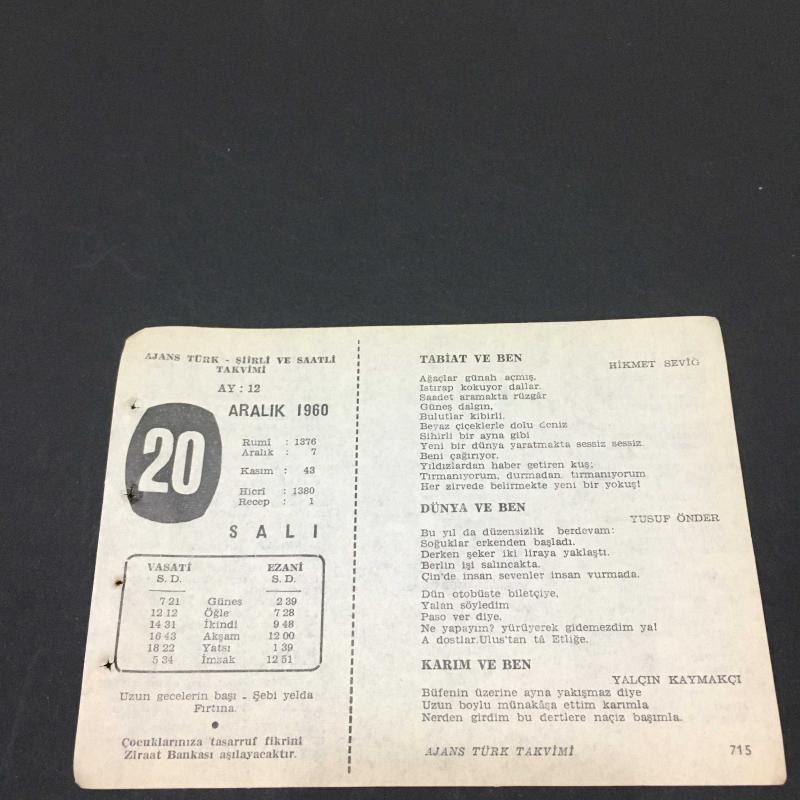 AJANS TÜRK - ŞİİRLİ VE SAATLİ
TAKVİMİ
AY : 12
ARALIK 1960
20
Rumî : 1376
Aralık : 7
Kasım : 43
Hicrî : 1380
Recep : 1
SALI
VASATİ EZANİ
S. D. S. D.
7 21 Güneş 2 39
12 12 Öğle 7 28
14 31 İkindi 9 48
16 43 Akşam 12 00
18 22 Yatsı 1 39
5 34 İmsak 12 51
Uzun gecelerin başı - Şebi yelda
Fırtına.
Çocuklarınıza tasarruf fikrini
Ziraat Bankası aşılayacaktır.
TABİAT VE BEN
HİKMET SEVİĞ
Ağaçlar günah açmış,
Istırap kokuyor dallar.
Saadet aramakta rüzgâr
Güneş dalgın,
Bulutlar kibirli.
Beyaz çiçeklerle dolu deniz
Sihirli bir ayna gibi
Yeni bir dünya yaratmakta sessiz sessiz.
Beni çağırıyor.
Yıldızlardan haber getiren kuş;
Tırmanıyorum, durmadan, tırmanıyorum
Her zirvede belirmekte yeni bir yokuş!
DÜNYA VE BEN
YUSUF ÖNDER
Bu yıl da düzensizlik berdevam:
Soğuklar erkenden başladı.
Derken şeker iki liraya yaklaştı.
Berlin işi salıncakta.
Çin'de insan sevenler insan vurmada.
Dün otobüste biletçiye,
Yalan söyledim
Paso ver diye.
Ne yapayım? yürüyerek gidemezdim ya!
A dostlar.Ulus'tan tâ Etliğe.
KARIM VE BEN
YALÇIN KAYMAKÇI
Büfenin üzerine ayna yakışmaz diye
Uzun boylu münakâşa ettim karımla
Nerden girdim bu dertlere naçiz başımla.
AJANS TÜRK TAKVİMİ 715